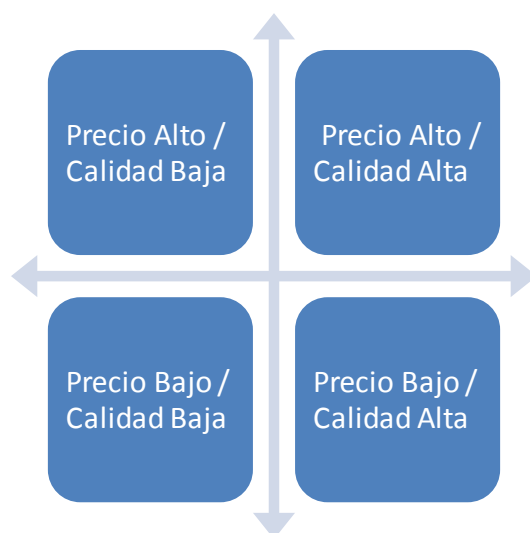 Precio Alto /
Calidad Baja
Precio Alto /
Calidad Alta
Precio Bajo /
Calidad Baja
Precio Bajo /
Calidad Alta